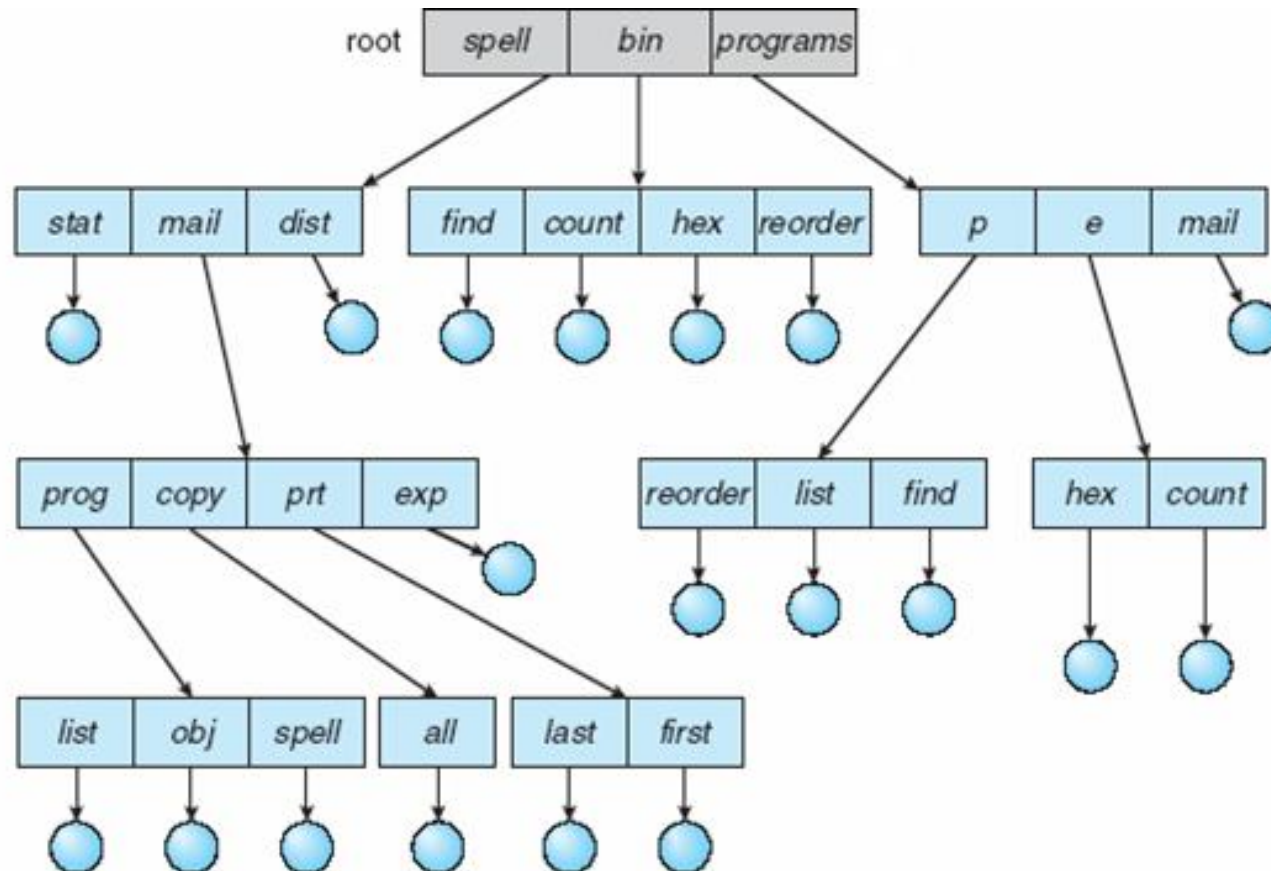 root spell bin programs
stat mail dist find count hex reorder p e mail
prog copy prt exp reorder list find hex count
list obj spell all last first